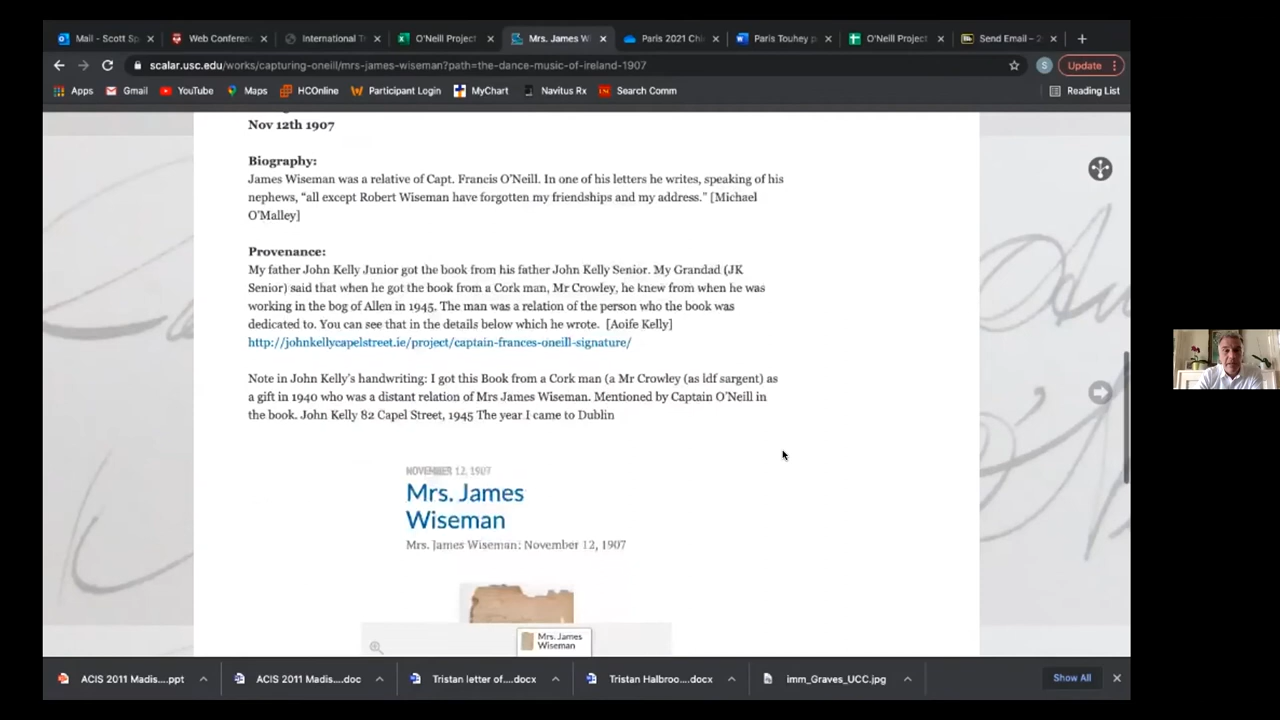 Mail - Scott Sp
Web Conferen
International T
O'Neill Project
Mrs. James W
Paris 2021 Chi
Paris Touhey p
O'Neill Project
Send Email – 2
scalar.usc.edu/works/capturing-oneill/mrs-james-wiseman?path=the-dance-music-of-ireland-1907
S
Update
Apps
Gmail
YouTube
Maps
HCOnline
Participant Login
MyChart
Navitus Rx
Search Comm
Reading List
Nov 12th 1907
Biography:
James Wiseman was a relative of Capt. Francis O'Neill. In one of his letters he writes, speaking of his
nephews, “all except Robert Wiseman have forgotten my friendships and my address.” [Michael
O'Malley]
Provenance:
My father John Kelly Junior got the book from his father John Kelly Senior. My Grandad (JK
Senior) said that when he got the book from a Cork man, Mr Crowley, he knew from when he was
working in the bog of Allen in 1945. The man was a relation of the person who the book was
dedicated to. You can see that in the details below which he wrote. [Aoife Kelly]
http://johnkellycapelstreet.ie/project/captain-frances-oneill-signature/
Note in John Kelly's handwriting: I got this Book from a Cork man (a Mr Crowley (as ldf sargent) as
a gift in 1940 who was a distant relation of Mrs James Wiseman. Mentioned by Captain O'Neill in
the book. John Kelly 82 Capel Street, 1945 The year I came to Dublin
NOVEMBER 12, 1907
Mrs. James
Wiseman
Mrs. James Wiseman: November 12, 1907
Mrs. James
Wiseman
ACIS 2011 Madis....ppt
ACIS 2011 Madis....doc
Tristan letter of....docx
Tristan Halbroo....docx
imm_Graves_UCC.jpg
Show All